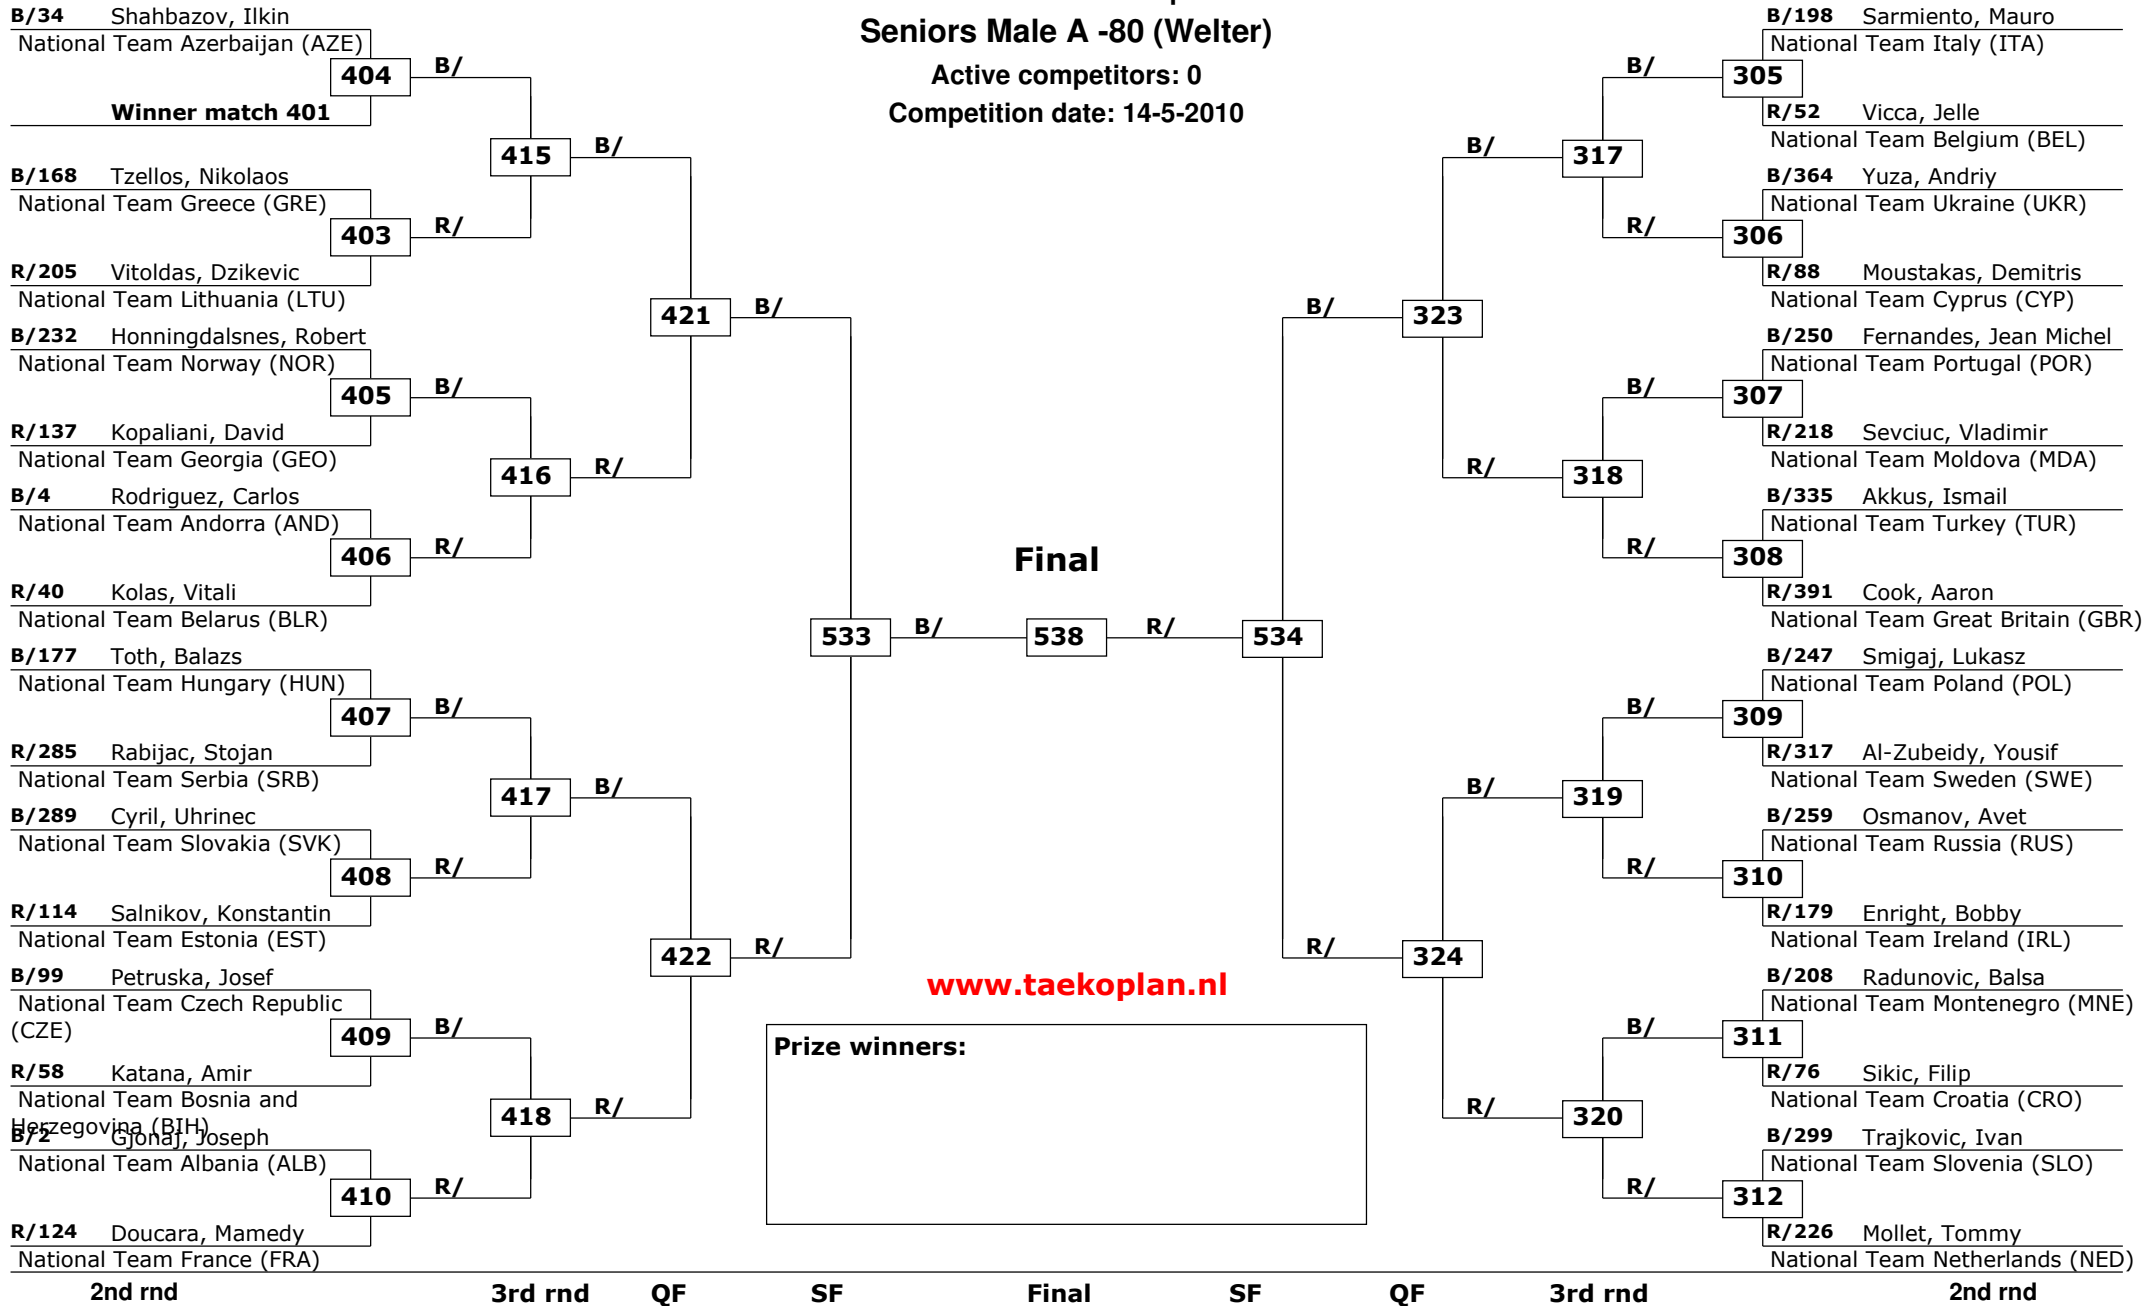 Seniors Male A -80 (Welter)
Active competitors: 0
Competition date: 14-5-2010
B/34 Shahbazov, Ilkin
National Team Azerbaijan (AZE)
404
B/
Winner match 401
415
B/
B/168 Tzellos, Nikolaos
National Team Greece (GRE)
403
R/
R/205 Vitoldas, Dzikevic
National Team Lithuania (LTU)
421
B/
B/232 Honningdalsnes, Robert
National Team Norway (NOR)
405
B/
R/137 Kopaliani, David
National Team Georgia (GEO)
416
R/
B/4 Rodriguez, Carlos
National Team Andorra (AND)
406
R/
R/40 Kolas, Vitali
National Team Belarus (BLR)
533
B/
B/177 Toth, Balazs
National Team Hungary (HUN)
407
B/
R/285 Rabijac, Stojan
National Team Serbia (SRB)
417
B/
B/289 Cyril, Uhrinec
National Team Slovakia (SVK)
408
R/
R/114 Salnikov, Konstantin
National Team Estonia (EST)
422
R/
B/99 Petruska, Josef
National Team Czech Republic
(CZE)
409
B/
R/58 Katana, Amir
National Team Bosnia and
Herzegovina (BIH)
418
R/
B/2 Gjonaj, Joseph
National Team Albania (ALB)
410
R/
R/124 Doucara, Mamedy
National Team France (FRA)
Final
538
R/
534
www.taekoplan.nl
Prize winners:
B/198 Sarmiento, Mauro
National Team Italy (ITA)
B/
305
R/52 Vicca, Jelle
National Team Belgium (BEL)
B/
317
B/364 Yuza, Andriy
National Team Ukraine (UKR)
R/
306
R/88 Moustakas, Demitris
National Team Cyprus (CYP)
B/
323
B/250 Fernandes, Jean Michel
National Team Portugal (POR)
B/
307
R/218 Sevciuc, Vladimir
National Team Moldova (MDA)
R/
318
B/335 Akkus, Ismail
National Team Turkey (TUR)
R/
308
R/391 Cook, Aaron
National Team Great Britain (GBR)
B/247 Smigaj, Lukasz
National Team Poland (POL)
B/
309
R/317 Al-Zubeidy, Yousif
National Team Sweden (SWE)
B/
319
B/259 Osmanov, Avet
National Team Russia (RUS)
R/
310
R/179 Enright, Bobby
National Team Ireland (IRL)
R/
324
B/208 Radunovic, Balsa
National Team Montenegro (MNE)
B/
311
R/76 Sikic, Filip
National Team Croatia (CRO)
R/
320
B/299 Trajkovic, Ivan
National Team Slovenia (SLO)
R/
312
R/226 Mollet, Tommy
National Team Netherlands (NED)
2nd rnd 3rd rnd QF SF Final SF QF 3rd rnd 2nd rnd